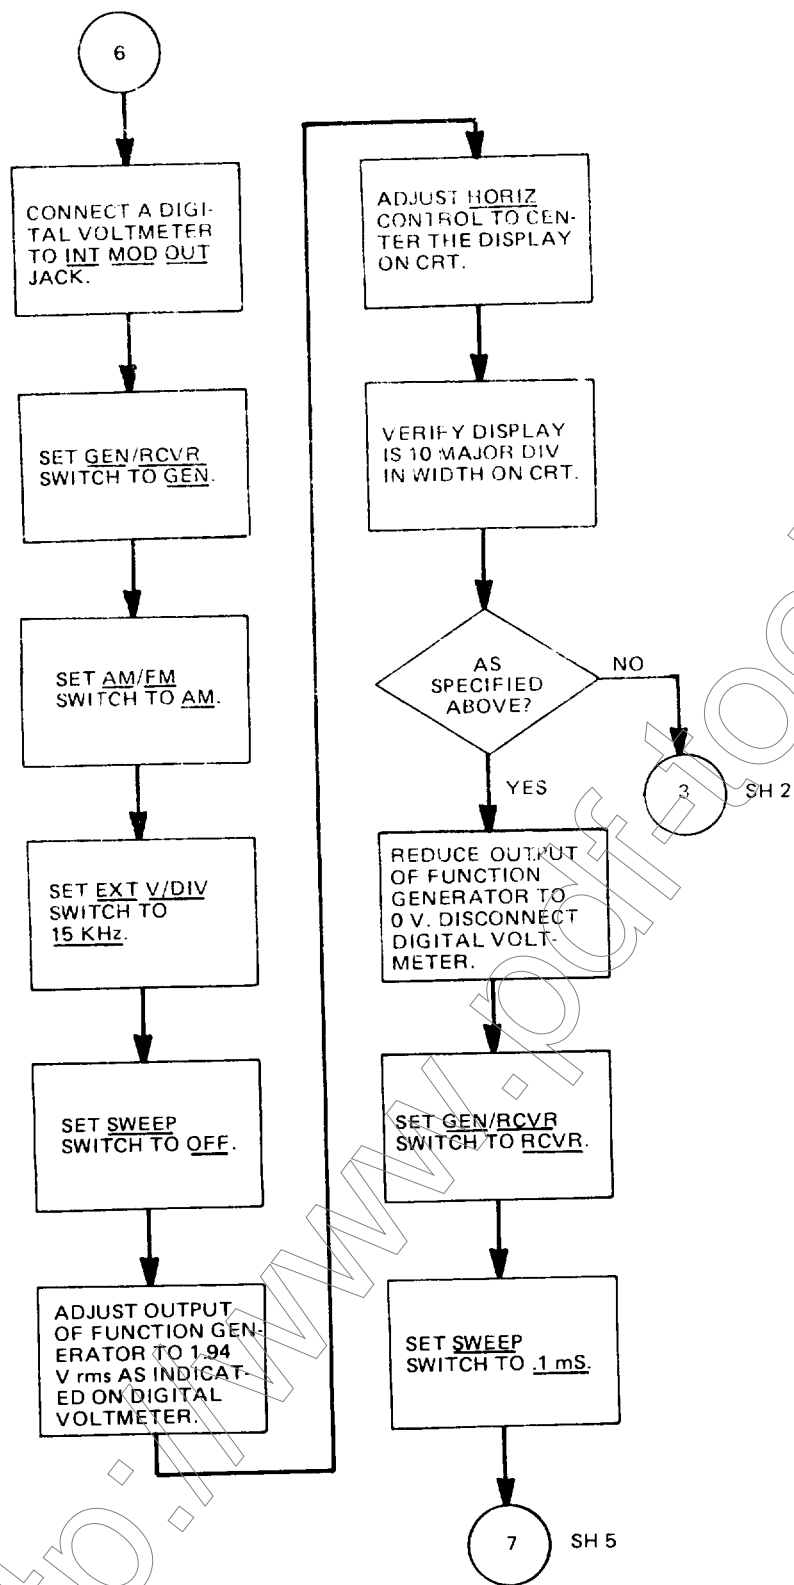 6
CONNECT A DIGI-
TAL VOLTMETER
TO INT MOD OUT
JACK.
SET GEN/RCVR
SWITCH TO GEN.
SET AM/FM
SWITCH TO AM.
SET EXT V/DIV
SWITCH TO
15 KHz.
SET SWEEP
SWITCH TO OFF.
ADJUST OUTPUT
OF FUNCTION GEN-
ERATOR TO 1.94
V rms AS INDICAT-
ED ON DIGITAL
VOLTMETER.
ADJUST HORIZ
CONTROL TO CEN-
TER THE DISPLAY
ON CRT.
VERIFY DISPLAY
IS 10 MAJOR DIV
IN WIDTH ON CRT.
AS
SPECIFIED
ABOVE?
NO
3 SH 2
YES
REDUCE OUTPUT
OF FUNCTION
GENERATOR TO
0 V. DISCONNECT
DIGITAL VOLT-
METER.
SET GEN/RCVR
SWITCH TO RCVR.
SET SWEEP
SWITCH TO .1 mS.
7 SH 5
tp://www.pdf-too